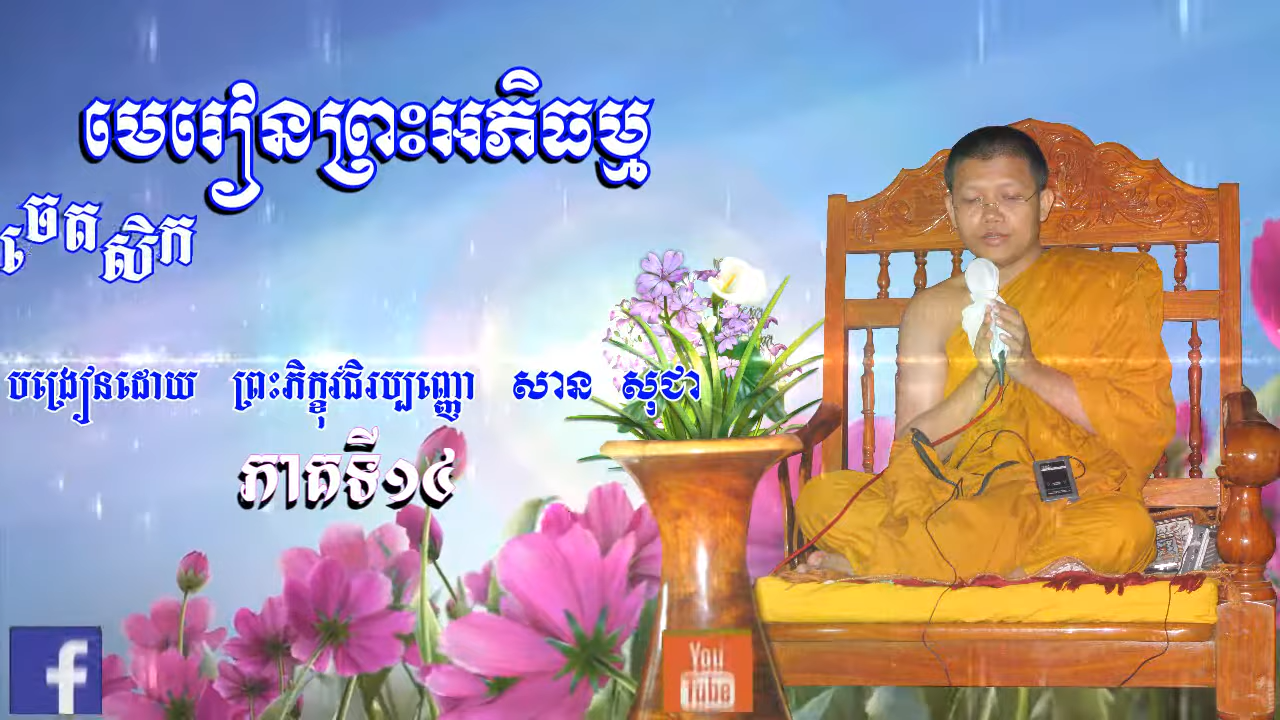 មេរៀនព្រះអភិធម្ម
ចេតសិក
បង្រៀនដោយ ព្រះភិក្ខុវជិរប្បញ្ញោ សាន សុជា
ភាគទី១៤
f
You
Tube